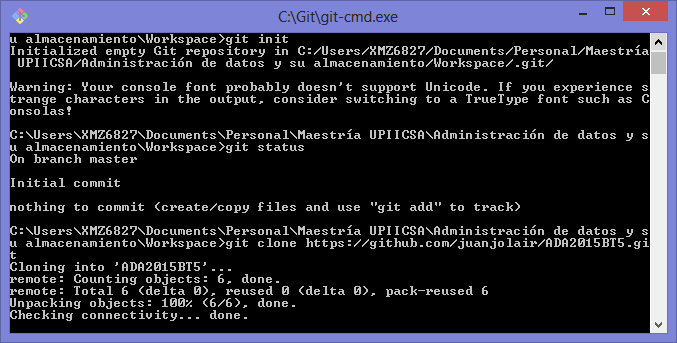 C:\Git\git-cmd.exe
u almacenamiento\Workspace>git init
Initialized empty Git repository in C:/Users/XMZ6827/Documents/Personal/Maestría
 UPIICSA/Administración de datos y su almacenamiento/Workspace/.git/
Warning: Your console font probably doesn't support Unicode. If you experience s
trange characters in the output, consider switching to a TrueType font such as C
onsolas!
C:\Users\XMZ6827\Documents\Personal\Maestría UPIICSA\Administración de datos y s
u almacenamiento\Workspace>git status
On branch master
Initial commit
nothing to commit (create/copy files and use "git add" to track)
C:\Users\XMZ6827\Documents\Personal\Maestría UPIICSA\Administración de datos y s
u almacenamiento\Workspace>git clone https://github.com/juanjolair/ADA2015BT5.gi
t
Cloning into 'ADA2015BT5'...
remote: Counting objects: 6, done.
remote: Total 6 (delta 0), reused 0 (delta 0), pack-reused 6
Unpacking objects: 100% (6/6), done.
Checking connectivity... done.